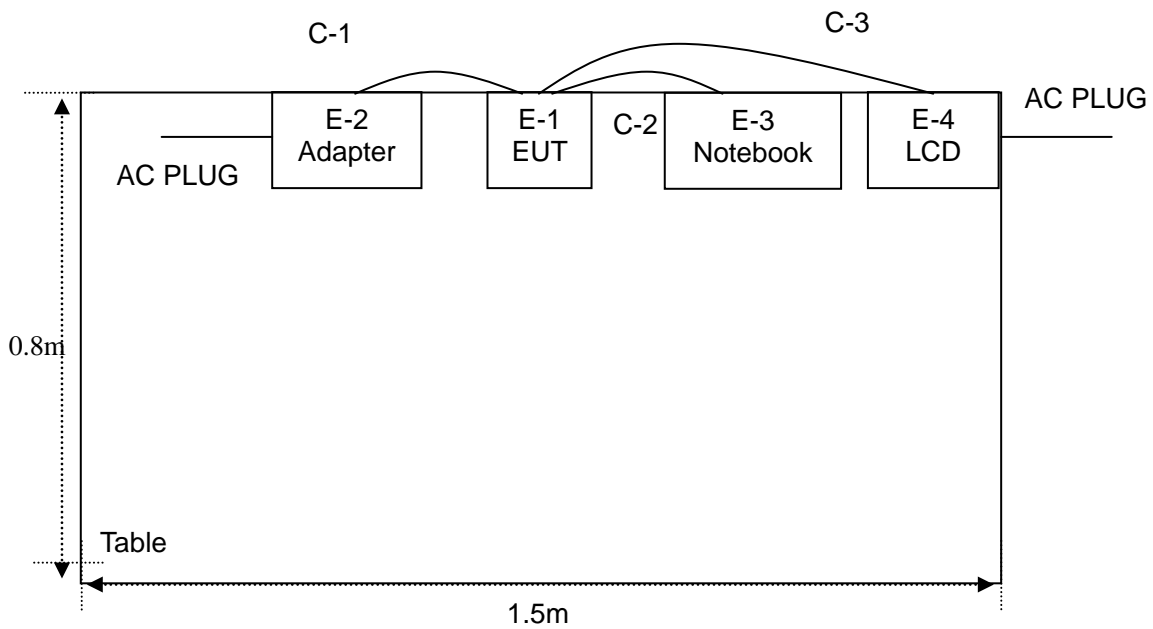 C-1
C-3
AC PLUG
E-2
Adapter
E-1
EUT
C-2
E-3
Notebook
E-4
LCD
AC PLUG
0.8m
Table
1.5m